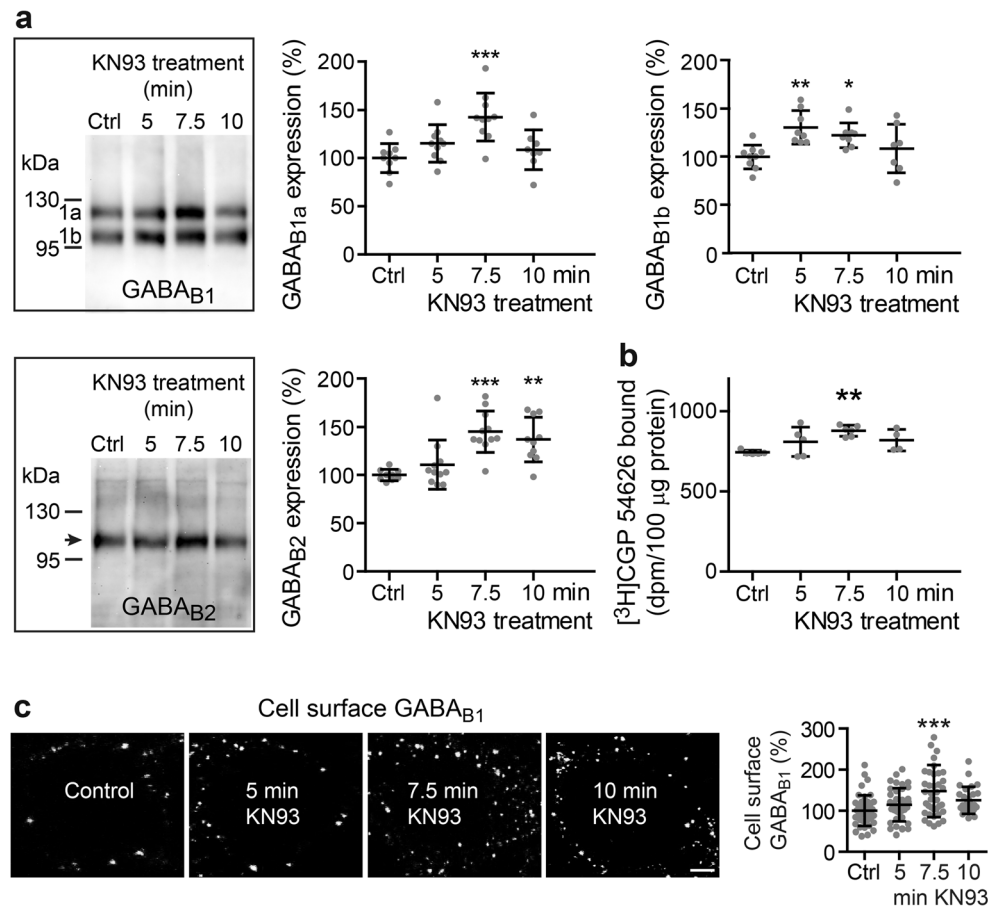 a
KN93 treatment
(min)
Ctrl 5 7.5 10
kDa
130
1a
1b
95
GABAB1
GABAB1a expression (%)
200
150
100
50
0
***
Ctrl 5 7.5 10 min
KN93 treatment
GABAB1b expression (%)
200
150
100
50
0
** *
Ctrl 5 7.5 10 min
KN93 treatment
KN93 treatment
(min)
Ctrl 5 7.5 10
kDa
130
95
GABAB2
GABAB2 expression (%)
200
150
100
50
0
*** **
Ctrl 5 7.5 10 min
KN93 treatment
b
[3H]CGP 54626 bound
(dpm/100 µg protein)
1000
500
0
**
Ctrl 5 7.5 10 min
KN93 treatment
c
Cell surface GABAB1
Control
5 min
KN93
7.5 min
KN93
10 min
KN93
Cell surface
GABAB1 (%)
300
200
100
0
***
Ctrl 5 7.5 10
min KN93